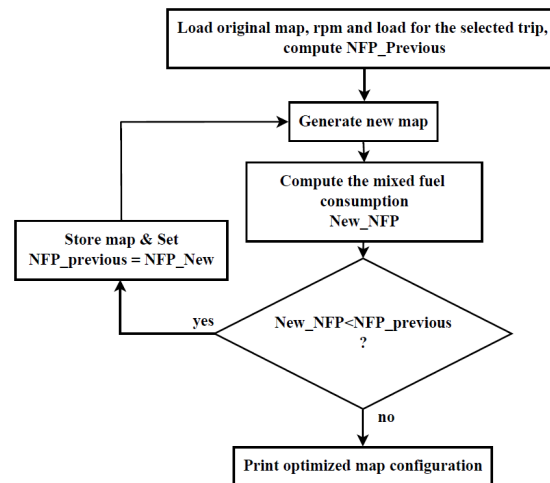 Load original map, rpm and load for the selected trip,
compute NFP_Previous
Generate new map
Compute the mixed fuel
consumption
New_NFP
Store map & Set
NFP_previous = NFP_New
yes
New_NFP<NFP_previous
?
no
Print optimized map configuration